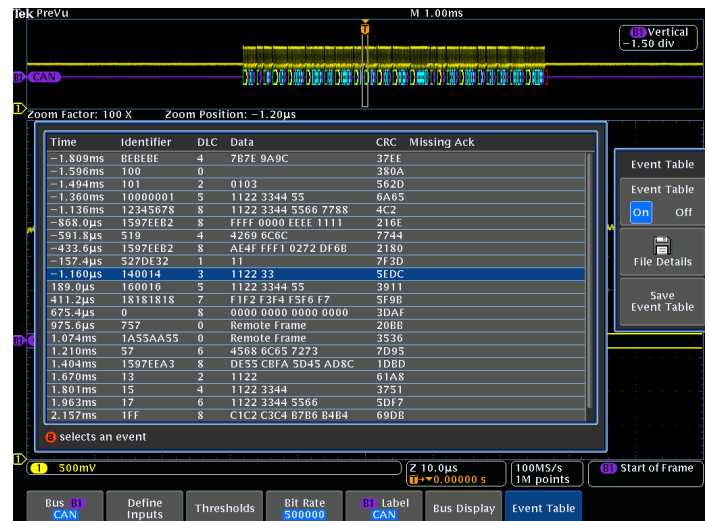 Tek PreVu M 1.00ms
T
B1 Vertical
-1.50 div
B1 CAN
1
Zoom Factor: 100 X Zoom Position: -1.20µs
Time Identifier DLC Data CRC Missing Ack
-1.809ms BEBEBE 4 7B7E 9A9C 37EE
-1.596ms 100 0 380A
-1.494ms 101 2 0103 562D
-1.360ms 10000001 5 1122 3344 55 6A65
-1.136ms 12345678 8 1122 3344 5566 7788 4C2
-868.0µs 1597EEB2 8 FFFF 0000 EEEE 1111 216E
-591.8µs 519 4 4269 6C6C 7744
-433.6µs 1597EEB2 8 AE4F FFF1 0272 DF6B 2180
-157.4µs 527DE32 1 11 7F3D
-1.160µs 140014 3 1122 33 5EDC
189.0µs 160016 5 1122 3344 55 3911
411.2µs 18181818 7 F1F2 F3F4 F5F6 F7 5F9B
675.4µs 0 8 0000 0000 0000 0000 3DAF
975.6µs 757 0 Remote Frame 20BB
1.074ms 1A55AA55 0 Remote Frame 3536
1.210ms 57 6 4568 6C65 7273 7D95
1.404ms 1597EEA3 8 DE55 CBFA 5D45 AD8C 1DBD
1.670ms 13 2 1122 61A8
1.801ms 15 4 1122 3344 3751
1.963ms 17 6 1122 3344 5566 5DF7
2.157ms 1FF 8 C1C2 C3C4 B7B6 B4B4 69DB
a selects an event
Event Table
Event Table
On Off
File Details
Save
Event Table
B1
1
1 500mV
Z 10.0µs
T 0.00000 s
100MS/s
1M points
B1 Start of Frame
Bus B1
CAN
Define
Inputs
Thresholds
Bit Rate
500000
B1 Label
CAN
Bus Display
Event Table